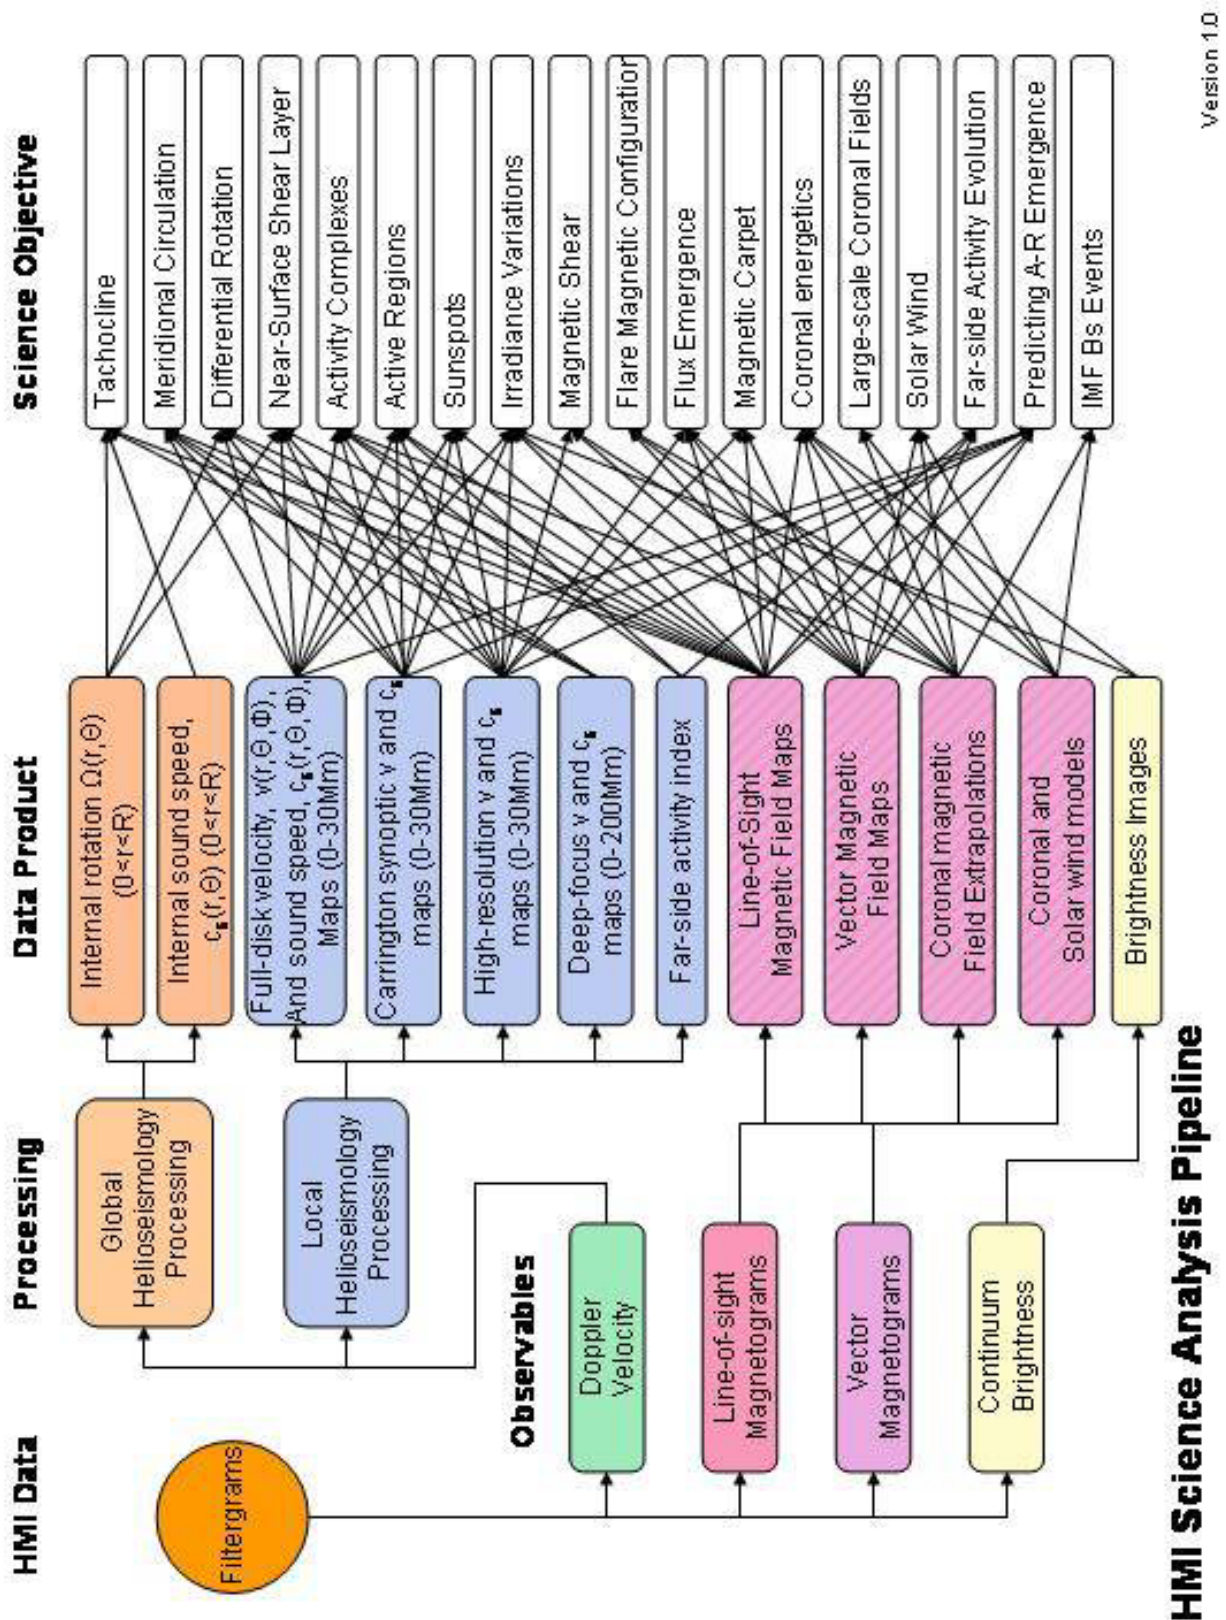 HMI Data
Processing
Data Product
Science Objective
Filtergrams
Observables
Doppler
Velocity
Line-of-sight
Magnetograms
Vector
Magnetograms
Continuum
Brightness
Global
Helioseismology
Processing
Local
Helioseismology
Processing
Internal rotation Ω(r,Θ)
(0<r<R)
Internal sound speed,
cs(r,Θ) (0<r<R)
Full-disk velocity, v(r,Θ,Φ),
And sound speed, cs(r,Θ,Φ),
Maps (0-30Mm)
Carrington synoptic v and cs
maps (0-30Mm)
High-resolution v and cs
maps (0-30Mm)
Deep-focus v and cs
maps (0-200Mm)
Far-side activity index
Line-of-Sight
Magnetic Field Maps
Vector Magnetic
Field Maps
Coronal magnetic
Field Extrapolations
Coronal and
Solar wind models
Brightness Images
Tachocline
Meridional Circulation
Differential Rotation
Near-Surface Shear Layer
Activity Complexes
Active Regions
Sunspots
Irradiance Variations
Magnetic Shear
Flare Magnetic Configuration
Flux Emergence
Magnetic Carpet
Coronal energetics
Large-scale Coronal Fields
Solar Wind
Far-side Activity Evolution
Predicting A-R Emergence
IMF Bs Events
HMI Science Analysis Pipeline
Version 1.0